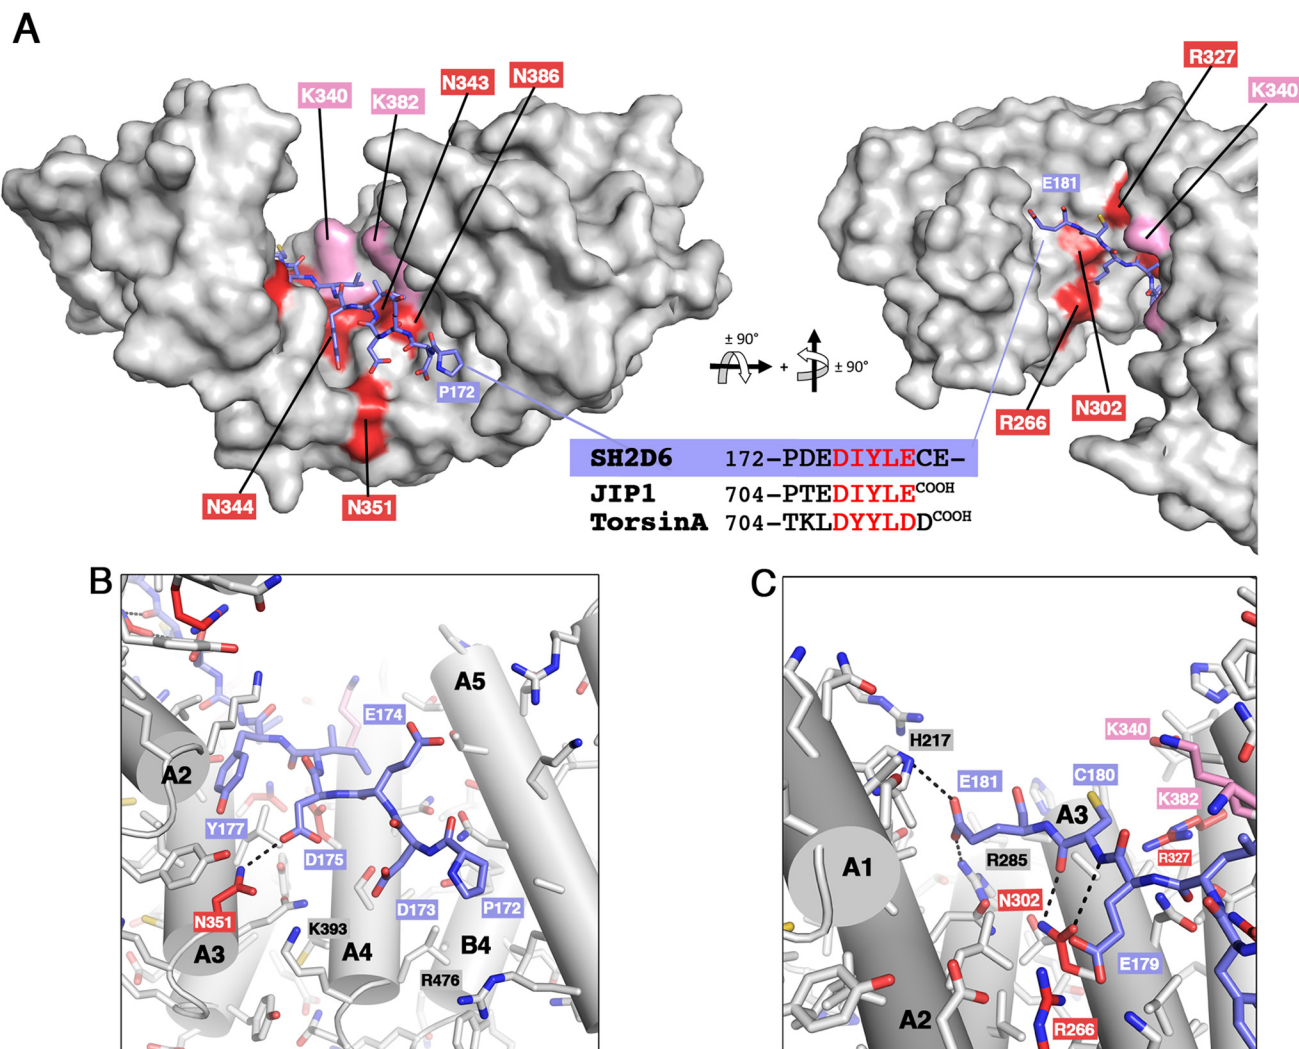 A
R327
N386
N343
K340
K382
K340
E181
± 90°
+
± 90°
P172
R266
N302
SH2D6 172–PDEDIYLECE–
JIP1 704–PTEDIYLECOOH
TorsinA 704–TKLDYYLDDCOOH
N344
N351
B
A5
E174
A2
Y177
D175
N351
D173
P172
K393
A3
A4
B4
R476
C
K340
H217
E181
C180
K382
A3
R285
R327
A1
N302
E179
A2
R266